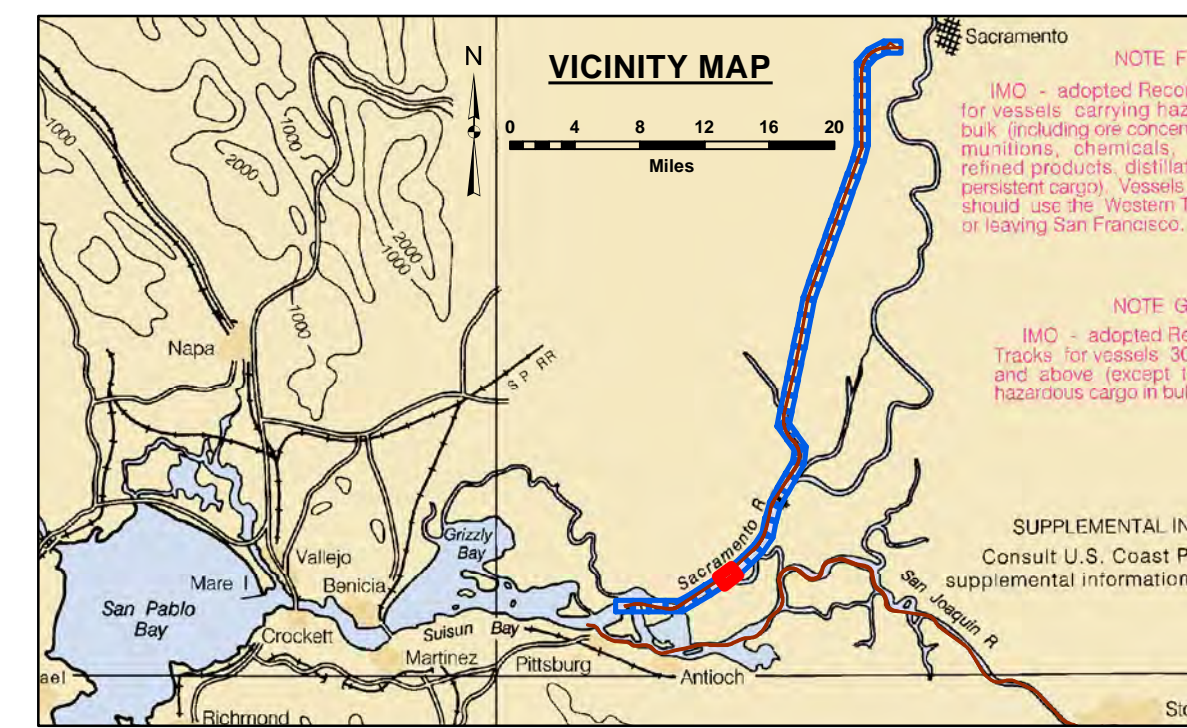 N
VICINITY MAP
0 4 8 12 16 20
Miles
Sacramento
NOTE F
IMO - adopted Recor
for vessels carrying haz
bulk (including ore concen
munitions, chemicals,
refined products, distillat
persistent cargo). Vessels
should use the Western T
or leaving San Francisco.
NOTE G
IMO - adopted Re
Tracks for vessels 30
and above (except t
hazardous cargo in bul
SUPPLEMENTAL IN
Consult U.S. Coast P
supplemental information
1000
2000
1000
2000
1000
1000
Napa
S P RR
Grizzly
Bay
Sacramento R
Vallejo
Mare I
Benicia
San Pablo
Bay
Crockett
Suisun Bay
Martinez
Pittsburg
Antioch
San Joaquin R
ael
Richmond
Sto